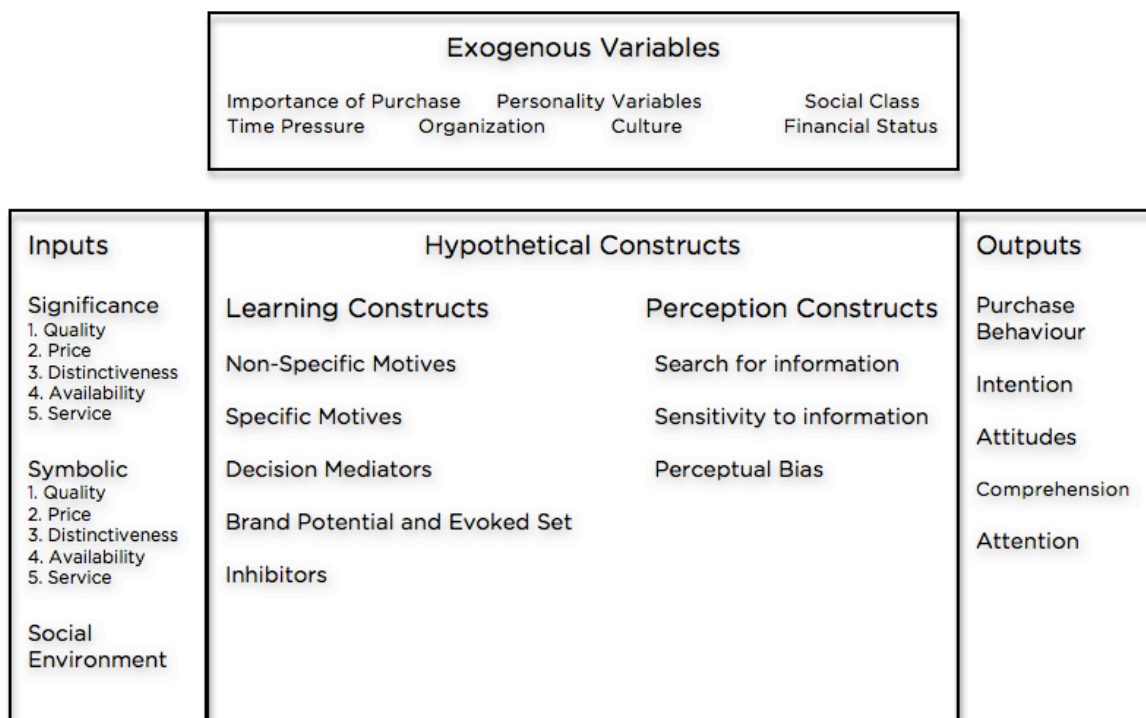 Exogenous Variables
Importance of Purchase Personality Variables Social Class
Time Pressure Organization Culture Financial Status
Inputs
Significance
1. Quality
2. Price
3. Distinctiveness
4. Availability
5. Service
Symbolic
1. Quality
2. Price
3. Distinctiveness
4. Availability
5. Service
Social
Environment
Hypothetical Constructs
Learning Constructs
Non-Specific Motives
Specific Motives
Decision Mediators
Brand Potential and Evoked Set
Inhibitors
Perception Constructs
Search for information
Sensitivity to information
Perceptual Bias
Outputs
Purchase
Behaviour
Intention
Attitudes
Comprehension
Attention